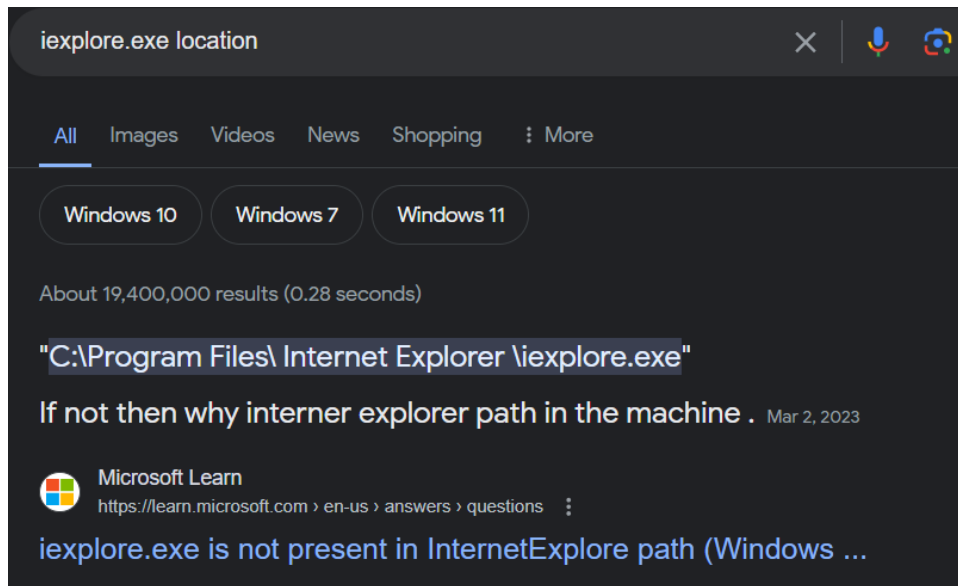 iexplore.exe location
All Images Videos News Shopping More
Windows 10 Windows 7 Windows 11
About 19,400,000 results (0.28 seconds)
"C:\Program Files\ Internet Explorer \iexplore.exe"
If not then why interner explorer path in the machine . Mar 2, 2023
Microsoft Learn
https://learn.microsoft.com › en-us › answers › questions
iexplore.exe is not present in InternetExplore path (Windows ...